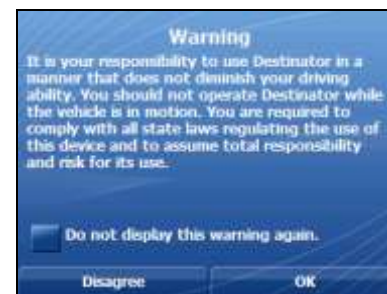 Warning
It is your responsibility to use Destinator in a
manner that does not diminish your driving
ability. You should not operate Destinator while
the vehicle is in motion. You are required to
comply with all state laws regulating the use of
this device and to assume total responsibility
and risk for its use.
Do not display this warning again.
Disagree
OK